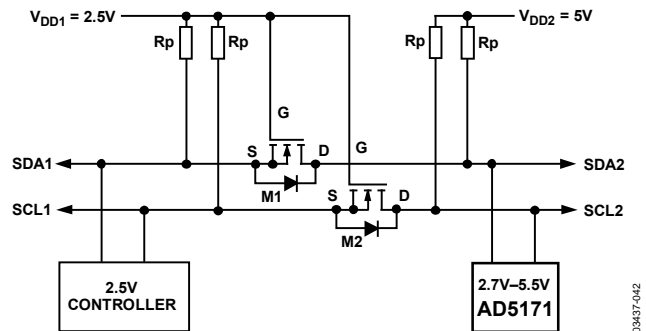 VDD1 = 2.5V
VDD2 = 5V
Rp
Rp
Rp
Rp
G
S
D
G
SDA1
SDA2
M1
S
D
SCL1
SCL2
M2
2.5V
CONTROLLER
2.7V–5.5V
AD5171
03437-042